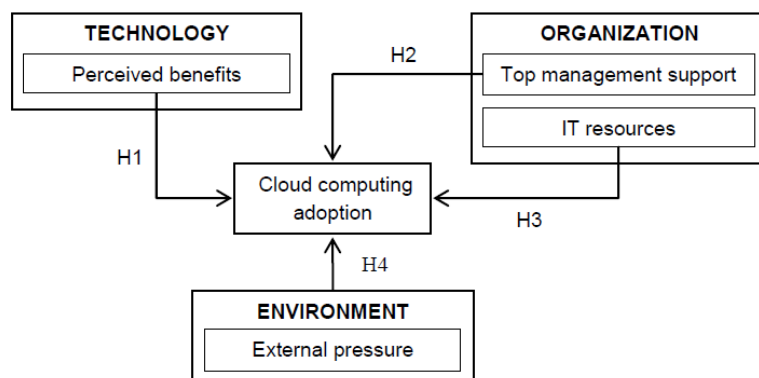 TECHNOLOGY
Perceived benefits
ORGANIZATION
Top management support
IT resources
H2
H1
Cloud computing
adoption
H3
H4
ENVIRONMENT
External pressure